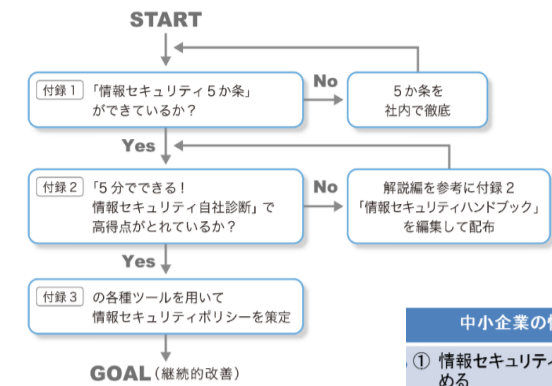 START
付録1 「情報セキュリティ5か条」
ができているか？
No
5か条を
社内で徹底
Yes
付録2 「5分でできる！
情報セキュリティ自社診断」で
高得点がとれているか？
No
解説編を参考に付録2
「情報セキュリティハンドブック」
を編集して配布
Yes
付録3 の各種ツールを用いて
情報セキュリティポリシーを策定
GOAL(継続的改善)
中小企業の
① 情報セキュリテ
める